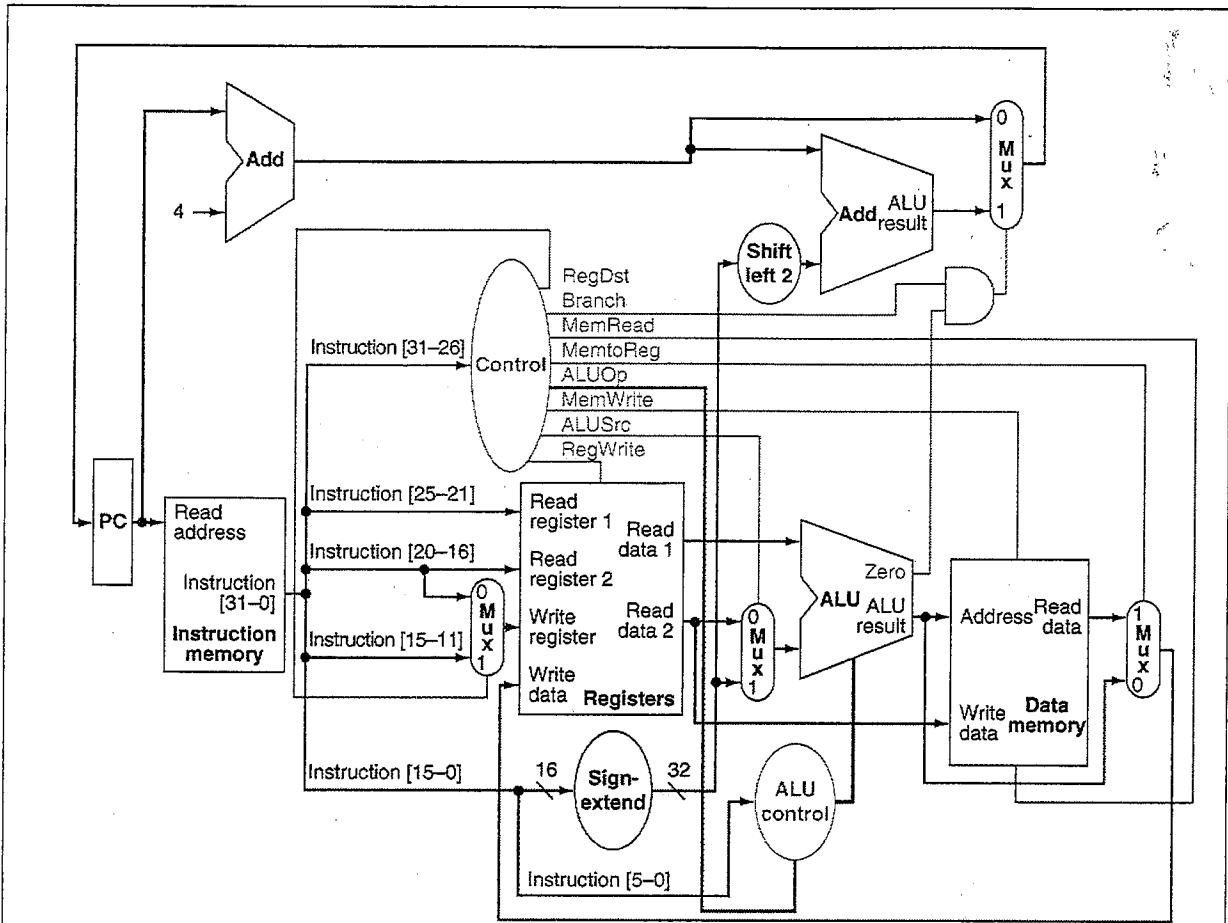 0
M
u
x
1
Add
4
Add ALU
result
Shift
left 2
RegDst
Branch
MemRead
MemtoReg
ALUOp
MemWrite
ALUSrc
RegWrite
Instruction [31–26]
Control
PC
Read
address
Instruction
[31–0]
Instruction
memory
Instruction [25–21]
Instruction [20–16]
Instruction [15–11]
0
M
u
x
1
Read
register 1
Read
register 2
Write
register
Write
data
Read
data 1
Read
data 2
Registers
0
M
u
x
1
Zero
ALU
ALU
result
Address
Read
data
Write
data
Data
memory
1
M
u
x
0
Instruction [15–0]
16
Sign-
extend
32
ALU
control
Instruction [5–0]